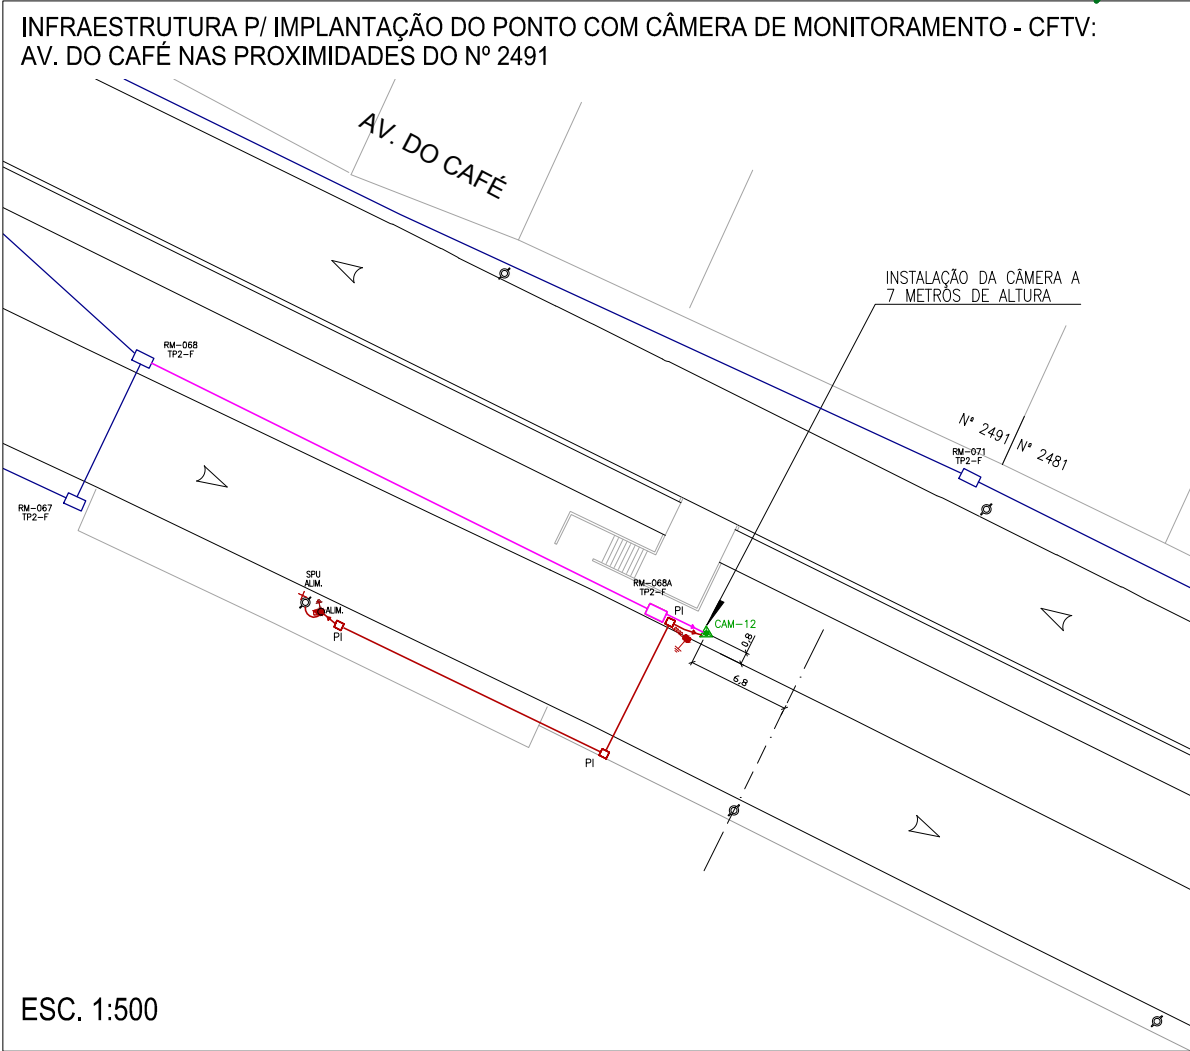 INFRAESTRUTURA P/ IMPLANTAÇÃO DO PONTO COM CÂMERA DE MONITORAMENTO - CFTV:
AV. DO CAFÉ NAS PROXIMIDADES DO Nº 2491
AV. DO CAFÉ
INSTALAÇÃO DA CÂMERA A
7 METROS DE ALTURA
RM-068
TP2-F
Nº 2491
Nº 2481
RM-071
TP2-F
RM-067
TP2-F
SPU
ALIM.
ALIM.
PI
RM-068A
TP2-F
PI
CAM-12
0,8
6,8
PI
ESC. 1:500